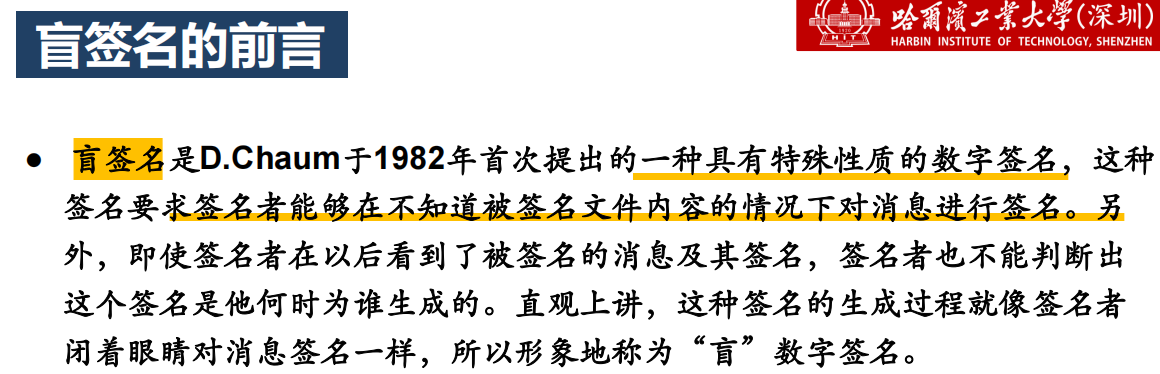 盲签名的前言
哈爾濱工業大學(深圳)
HARBIN INSTITUTE OF TECHNOLOGY, SHENZHEN
HIT
● 盲签名是D.Chaum于1982年首次提出的一种具有特殊性质的数字签名，这种
签名要求签名者能够在不知道被签名文件内容的情况下对消息进行签名。另
外，即使签名者在以后看到了被签名的消息及其签名，签名者也不能判断出
这个签名是他何时为谁生成的。直观上讲，这种签名的生成过程就像签名者
闭着眼睛对消息签名一样，所以形象地称为“盲”数字签名。